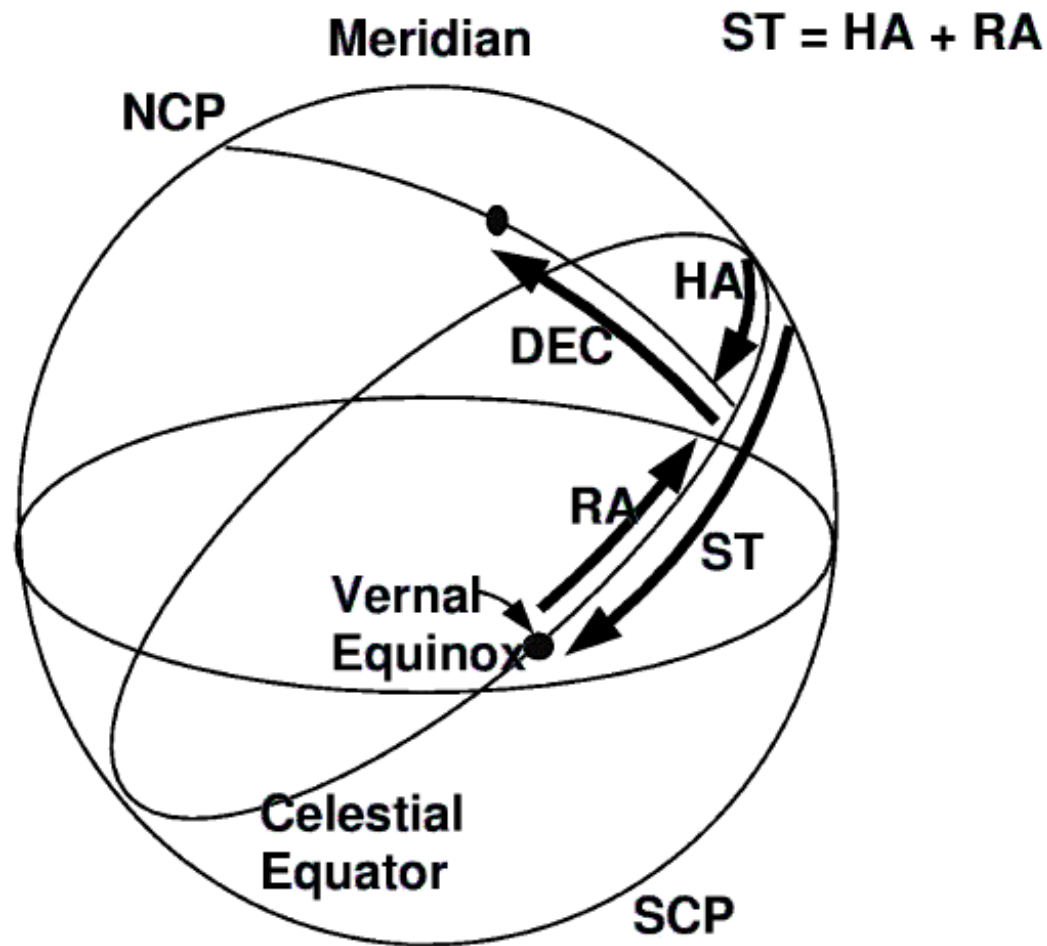 Meridian
ST = HA + RA
NCP
HA
DEC
RA
ST
Vernal
Equinox
Celestial
Equator
SCP